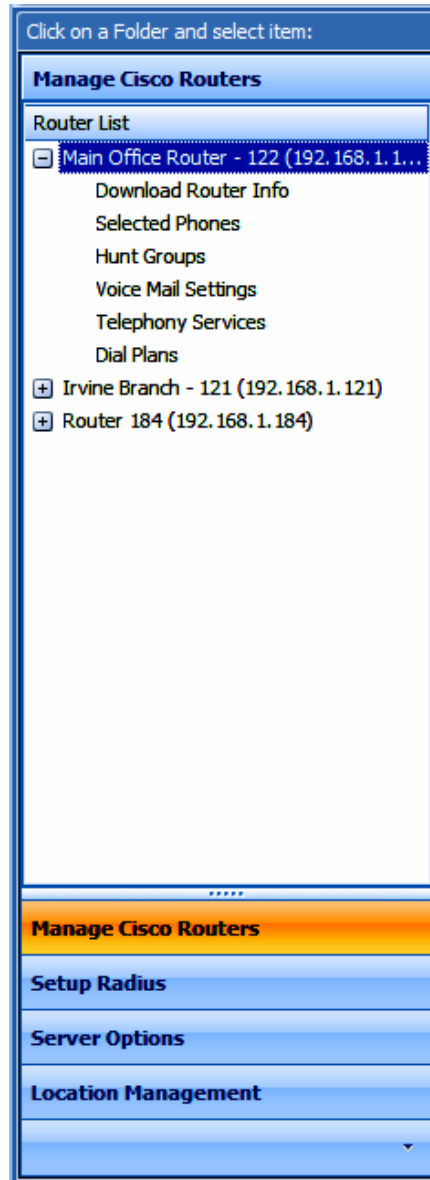 Click on a Folder and select item:
Manage Cisco Routers
Router List
Main Office Router - 122 (192.168.1.1...
Download Router Info
Selected Phones
Hunt Groups
Voice Mail Settings
Telephony Services
Dial Plans
Irvine Branch - 121 (192.168.1.121)
Router 184 (192.168.1.184)
Manage Cisco Routers
Setup Radius
Server Options
Location Management